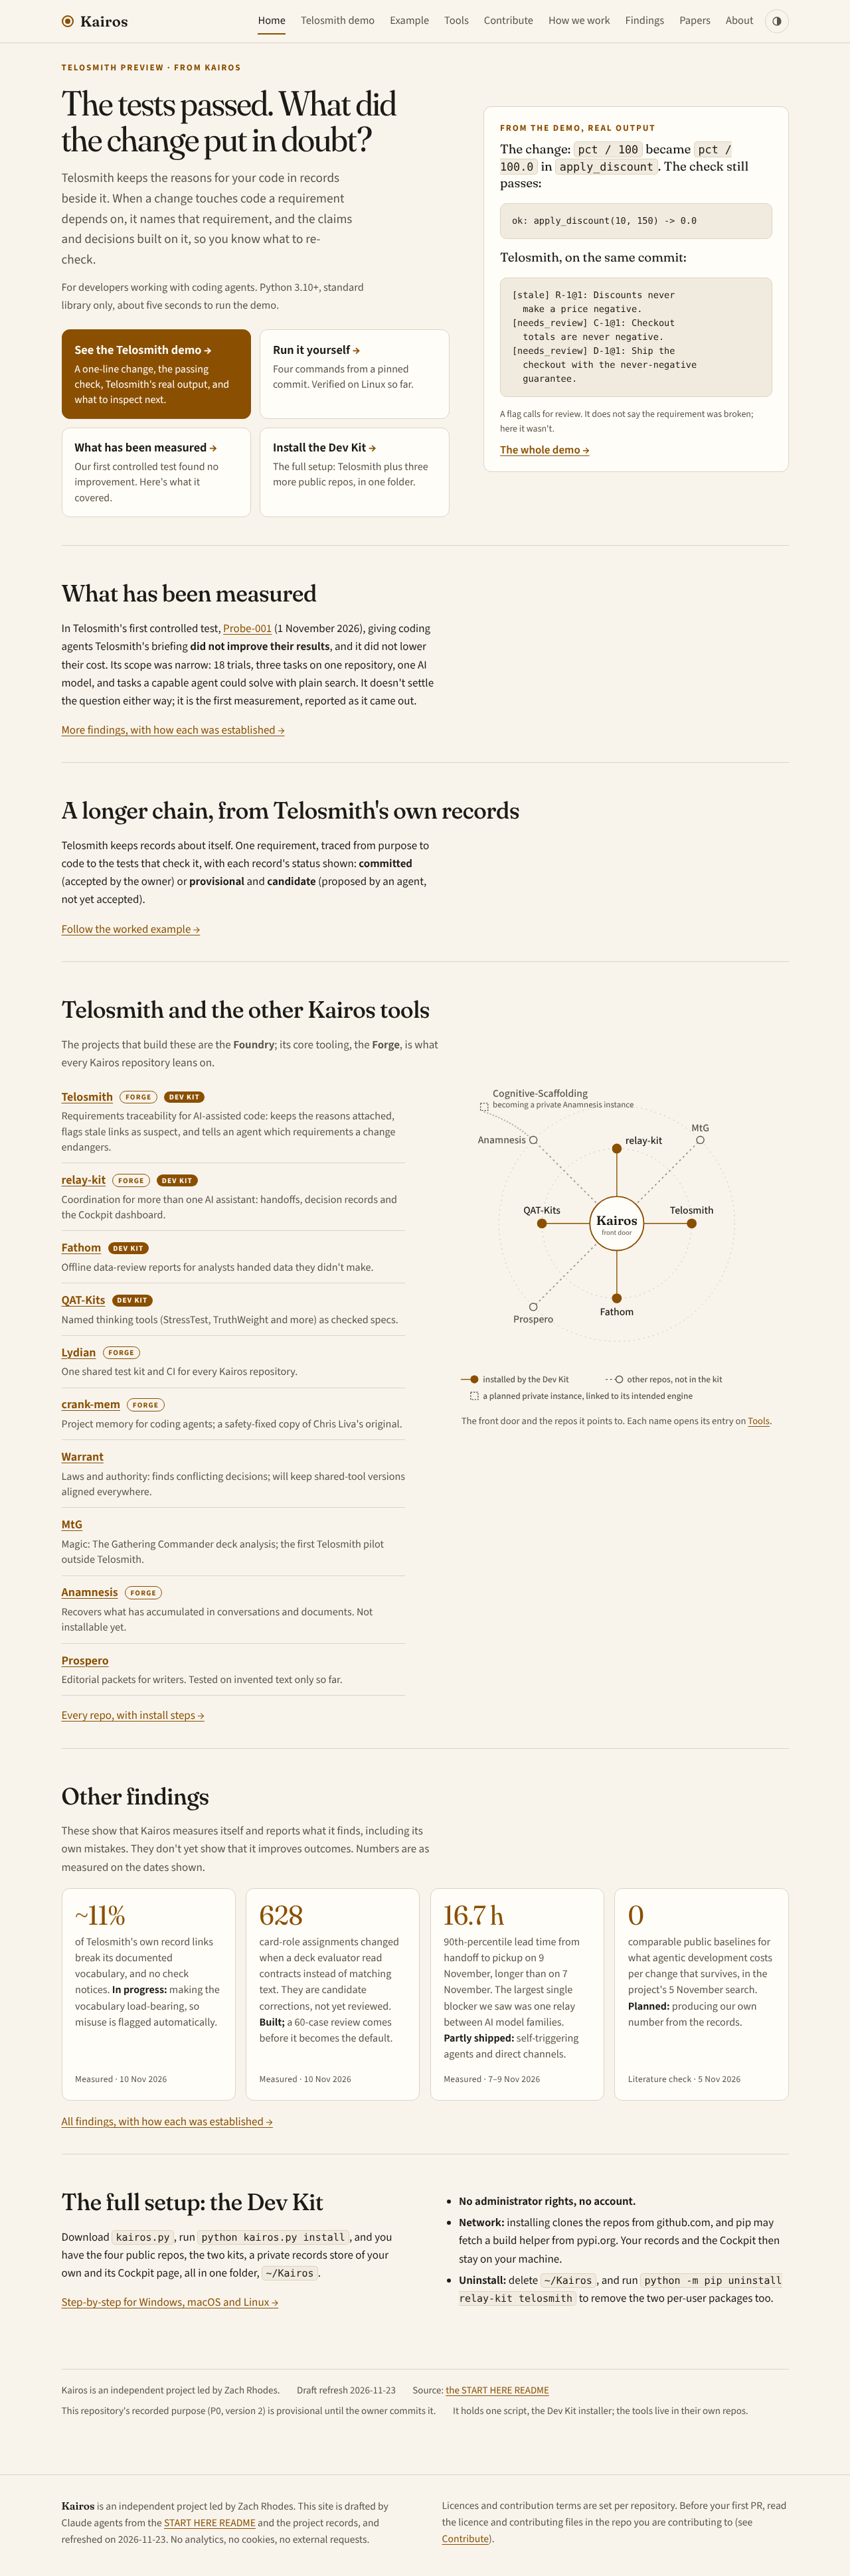 Kairos
Home Telosmith demo Example Tools Contribute How we work Findings Papers About
TELOSMITH PREVIEW · FROM KAIROS
The tests passed. What did
the change put in doubt?
Telosmith keeps the reasons for your code in records
beside it. When a change touches code a requirement
depends on, it names that requirement, and the claims
and decisions built on it, so you know what to re-
check.
For developers working with coding agents. Python 3.10+, standard
library only, about five seconds to run the demo.
See the Telosmith demo →
A one-line change, the passing
check, Telosmith's real output, and
what to inspect next.
Run it yourself →
Four commands from a pinned
commit. Verified on Linux so far.
What has been measured →
Our first controlled test found no
improvement. Here's what it
covered.
Install the Dev Kit →
The full setup: Telosmith plus three
more public repos, in one folder.
FROM THE DEMO, REAL OUTPUT
The change: pct / 100 became pct /
100.0 in apply_discount. The check still
passes:
ok: apply_discount(10, 150) -> 0.0
Telosmith, on the same commit:
[stale] R-1@1: Discounts never
make a price negative.
[needs_review] C-1@1: Checkout
totals are never negative.
[needs_review] D-1@1: Ship the
checkout with the never-negative
guarantee.
A flag calls for review. It does not say the requirement was broken;
here it wasn't.
The whole demo →
What has been measured
In Telosmith's first controlled test, Probe-001 (1 November 2026), giving coding
agents Telosmith's briefing did not improve their results, and it did not lower
their cost. Its scope was narrow: 18 trials, three tasks on one repository, one AI
model, and tasks a capable agent could solve with plain search. It doesn't settle
the question either way; it is the first measurement, reported as it came out.
More findings, with how each was established →
A longer chain, from Telosmith's own records
Telosmith keeps records about itself. One requirement, traced from purpose to
code to the tests that check it, with each record's status shown: committed
(accepted by the owner) or provisional and candidate (proposed by an agent,
not yet accepted).
Follow the worked example →
Telosmith and the other Kairos tools
The projects that build these are the Foundry; its core tooling, the Forge, is what
every Kairos repository leans on.
Telosmith FORGE DEV KIT
Requirements traceability for AI-assisted code: keeps the reasons attached,
flags stale links as suspect, and tells an agent which requirements a change
endangers.
relay-kit FORGE DEV KIT
Coordination for more than one AI assistant: handoffs, decision records and
the Cockpit dashboard.
Fathom DEV KIT
Offline data-review reports for analysts handed data they didn't make.
QAT-Kits DEV KIT
Named thinking tools (StressTest, TruthWeight and more) as checked specs.
Lydian FORGE
One shared test kit and CI for every Kairos repository.
crank-mem FORGE
Project memory for coding agents; a safety-fixed copy of Chris Liva's original.
Warrant
Laws and authority: finds conflicting decisions; will keep shared-tool versions
aligned everywhere.
MtG
Magic: The Gathering Commander deck analysis; the first Telosmith pilot
outside Telosmith.
Anamnesis FORGE
Recovers what has accumulated in conversations and documents. Not
installable yet.
Prospero
Editorial packets for writers. Tested on invented text only so far.
Every repo, with install steps →
Cognitive-Scaffolding
becoming a private Anamnesis instance
Anamnesis
relay-kit
MtG
QAT-Kits
Kairos
front door
Telosmith
Prospero
Fathom
installed by the Dev Kit
other repos, not in the kit
a planned private instance, linked to its intended engine
The front door and the repos it points to. Each name opens its entry on Tools.
Other findings
These show that Kairos measures itself and reports what it finds, including its
own mistakes. They don't yet show that it improves outcomes. Numbers are as
measured on the dates shown.
~11%
of Telosmith's own record links
break its documented
vocabulary, and no check
notices. In progress: making the
vocabulary load-bearing, so
misuse is flagged automatically.
Measured · 10 Nov 2026
628
card-role assignments changed
when a deck evaluator read
contracts instead of matching
text. They are candidate
corrections, not yet reviewed.
Built; a 60-case review comes
before it becomes the default.
Measured · 10 Nov 2026
16.7 h
90th-percentile lead time from
handoff to pickup on 9
November, longer than on 7
November. The largest single
blocker we saw was one relay
between AI model families.
Partly shipped: self-triggering
agents and direct channels.
Measured · 7–9 Nov 2026
0
comparable public baselines for
what agentic development costs
per change that survives, in the
project's 5 November search.
Planned: producing our own
number from the records.
Literature check · 5 Nov 2026
All findings, with how each was established →
The full setup: the Dev Kit
Download kairos.py, run python kairos.py install, and you
have the four public repos, the two kits, a private records store of your
own and its Cockpit page, all in one folder, ~/Kairos.
Step-by-step for Windows, macOS and Linux →
• No administrator rights, no account.
• Network: installing clones the repos from github.com, and pip may
fetch a build helper from pypi.org. Your records and the Cockpit then
stay on your machine.
• Uninstall: delete ~/Kairos, and run python -m pip uninstall
relay-kit telosmith to remove the two per-user packages too.
Kairos is an independent project led by Zach Rhodes. Draft refresh 2026-11-23 Source: the START HERE README
This repository's recorded purpose (P0, version 2) is provisional until the owner commits it. It holds one script, the Dev Kit installer; the tools live in their own repos.
Kairos is an independent project led by Zach Rhodes. This site is drafted by
Claude agents from the START HERE README and the project records, and
refreshed on 2026-11-23. No analytics, no cookies, no external requests.
Licences and contribution terms are set per repository. Before your first PR, read
the licence and contributing files in the repo you are contributing to (see
Contribute).